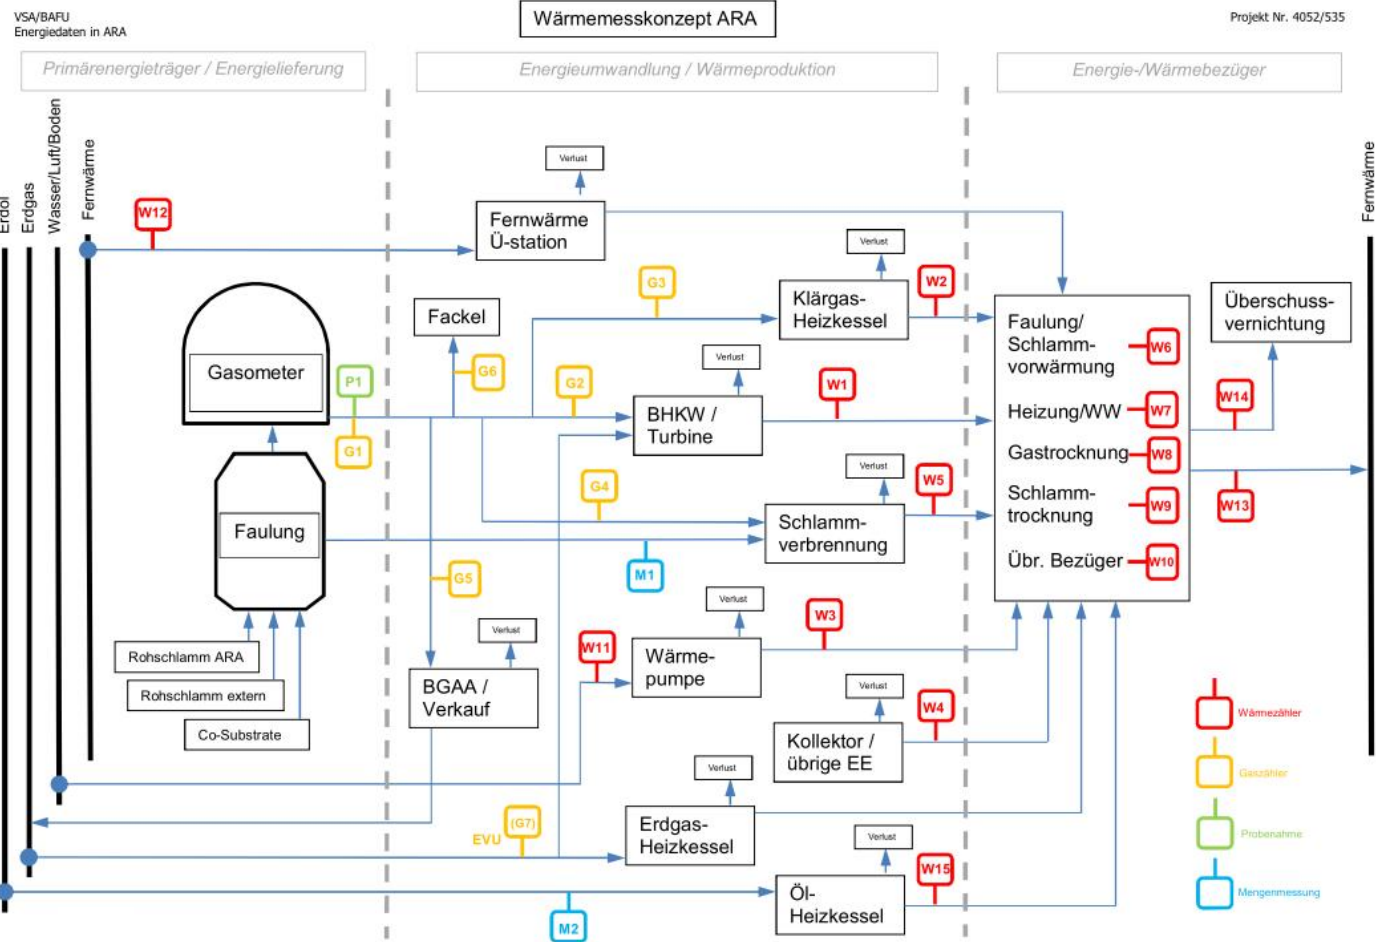 VSA/BAFU
Energiedaten in ARA
Wärmemesskonzept ARA
Projekt Nr. 4052/535
Primärenergieträger / Energielieferung
Energieumwandlung / Wärmeproduktion
Energie-/Wärmebezüger
Erdöl
Erdgas
Wasser/Luft/Boden
Fernwärme
Fernwärme
W12
Verlust
Fernwärme
Ü-station
Verlust
G3
Klärgas-
Heizkessel
W2
Fackel
G6
Gasometer
P1
G1
G2
Verlust
BHKW /
Turbine
W1
Faulung/
Schlamm-
vorwärmung
W6
Heizung/WW
W7
Gastrocknung
W8
Schlamm-
trocknung
W9
Übr. Bezüger
W10
Überschuss-
vernichtung
W14
W13
Faulung
G4
Verlust
Schlamm-
verbrennung
W5
M1
G5
Rohschlamm ARA
Rohschlamm extern
Co-Substrate
Verlust
BGAA /
Verkauf
W11
Verlust
Wärme-
pumpe
W3
Verlust
Kollektor /
übrige EE
W4
Verlust
EVU
(G7)
Erdgas-
Heizkessel
Verlust
M2
Öl-
Heizkessel
W15
Wärmezähler
Gaszähler
Probenahme
Mengenmessung